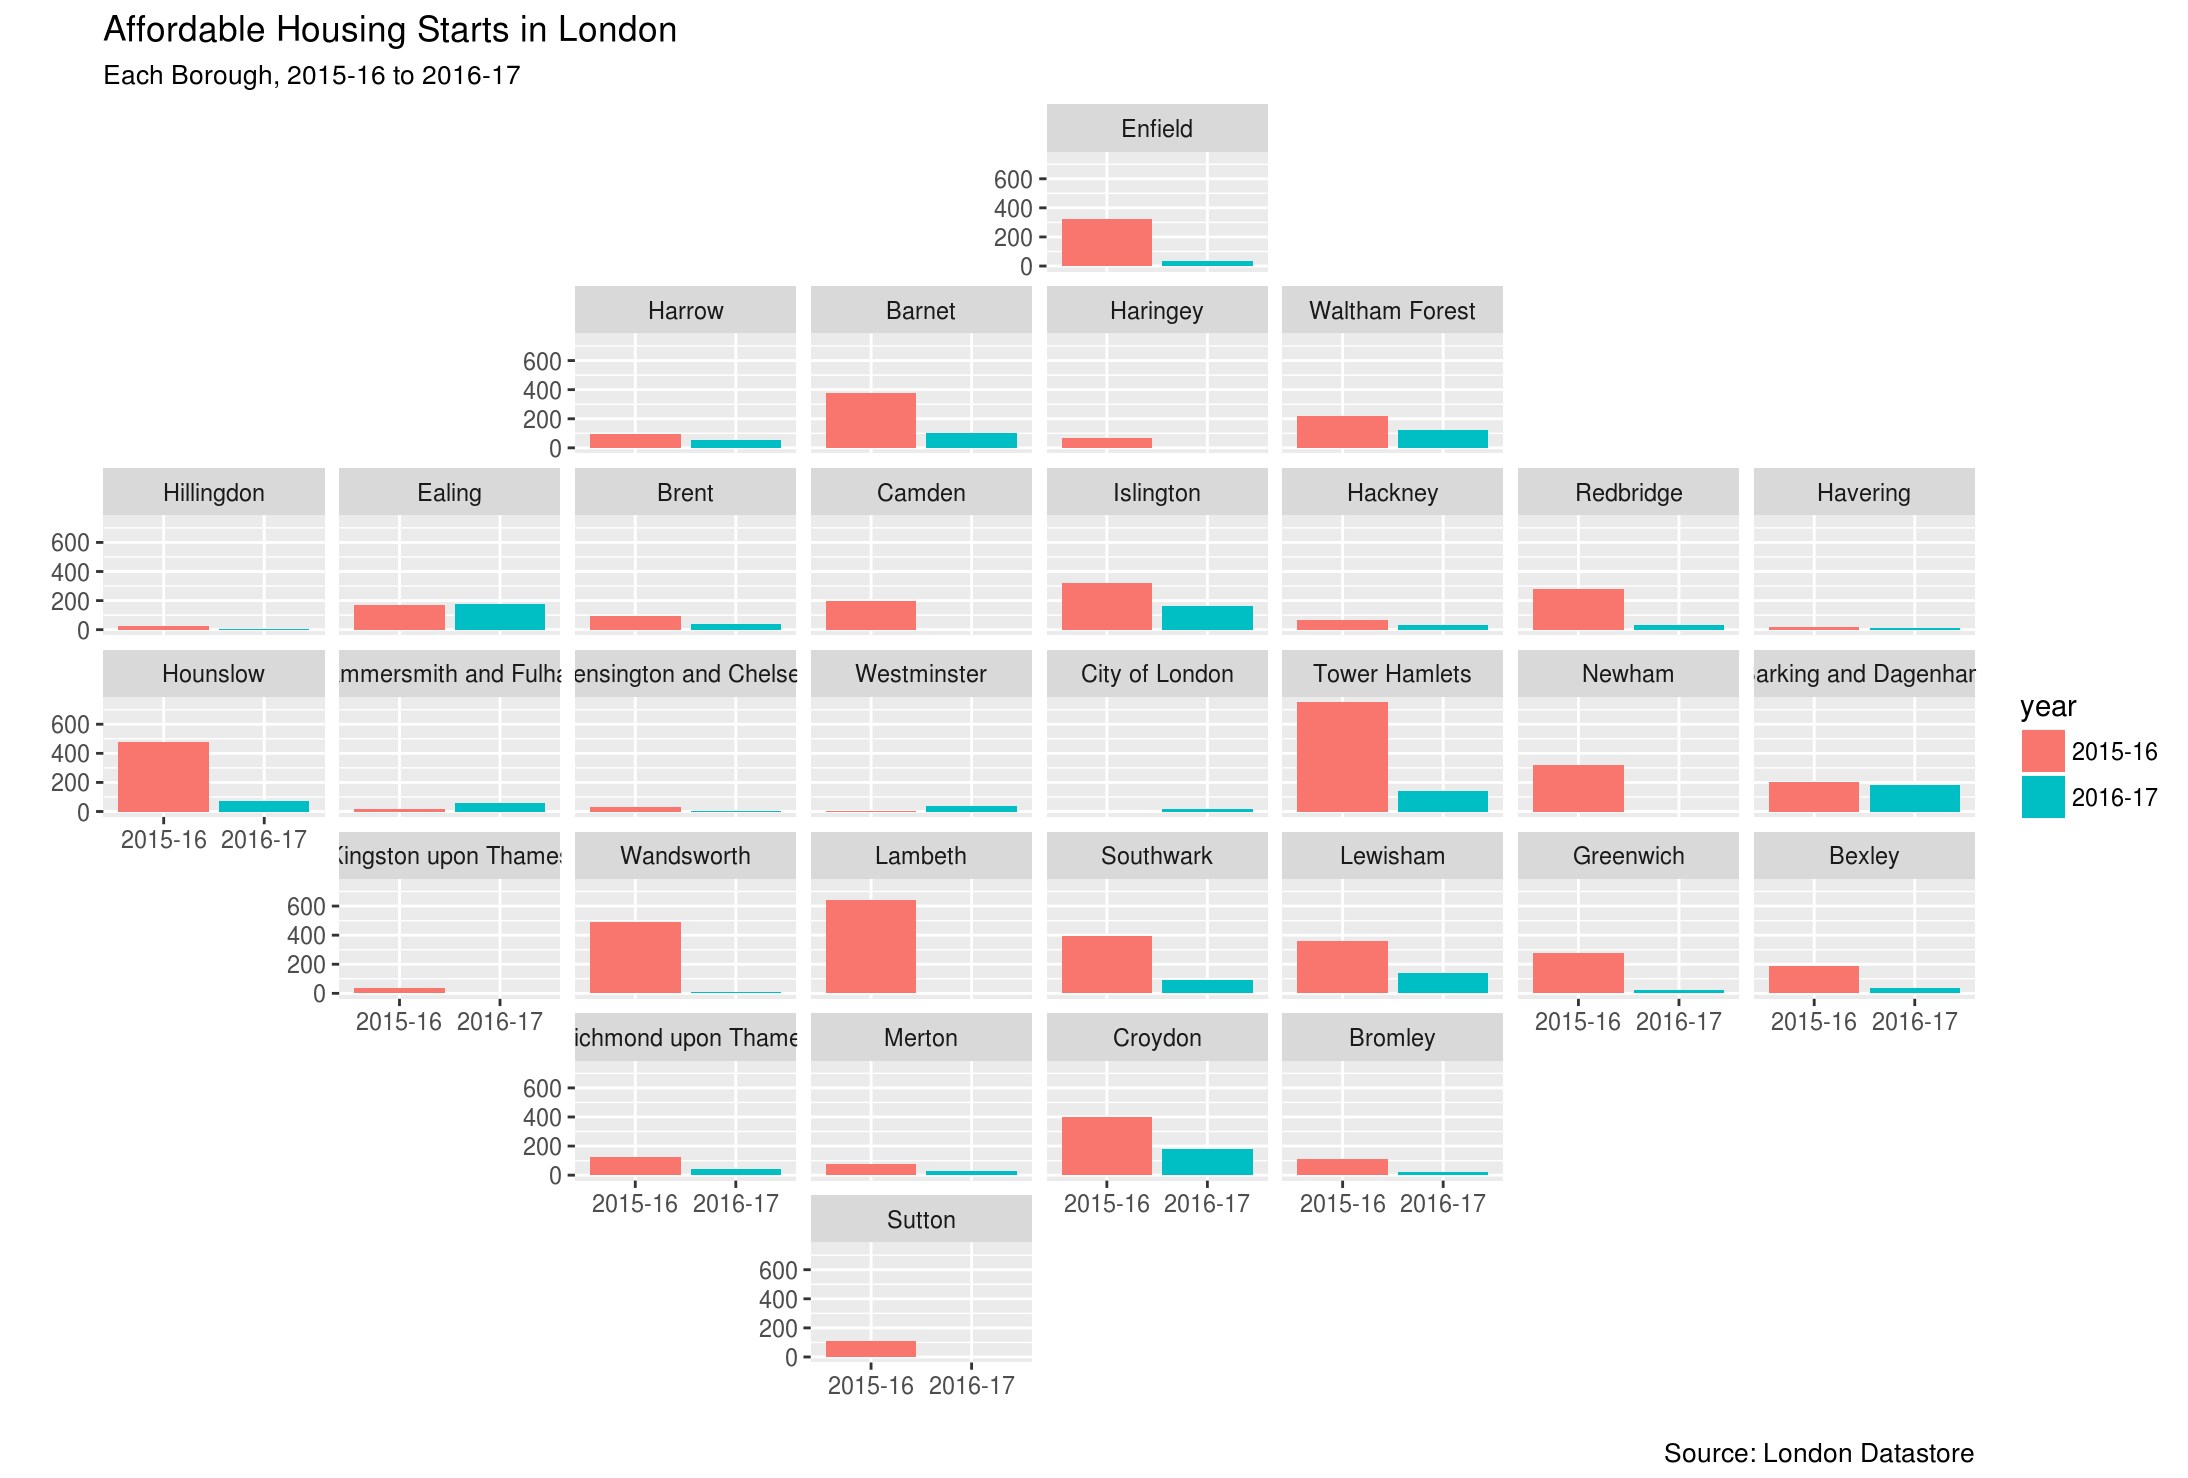 Affordable Housing Starts in London
Each Borough, 2015-16 to 2016-17
Enfield
600
400
200
0
Harrow Barnet Haringey Waltham Forest
600
400
200
0
Hillingdon Ealing Brent Camden Islington Hackney Redbridge Havering
600
400
200
0
Hounslow mmersmith and Fulha ensington and Chelse Westminster City of London Tower Hamlets Newham arking and Dagenham
600
400
200
0
2015-16 2016-17
year
2015-16
2016-17
Kingston upon Thames Wandsworth Lambeth Southwark Lewisham Greenwich Bexley
600
400
200
0
2015-16 2016-17 2015-16 2016-17 2015-16 2016-17
ichmond upon Thame Merton Croydon Bromley
600
400
200
0
2015-16 2016-17 2015-16 2016-17 2015-16 2016-17
Sutton
600
400
200
0
2015-16 2016-17
Source: London Datastore